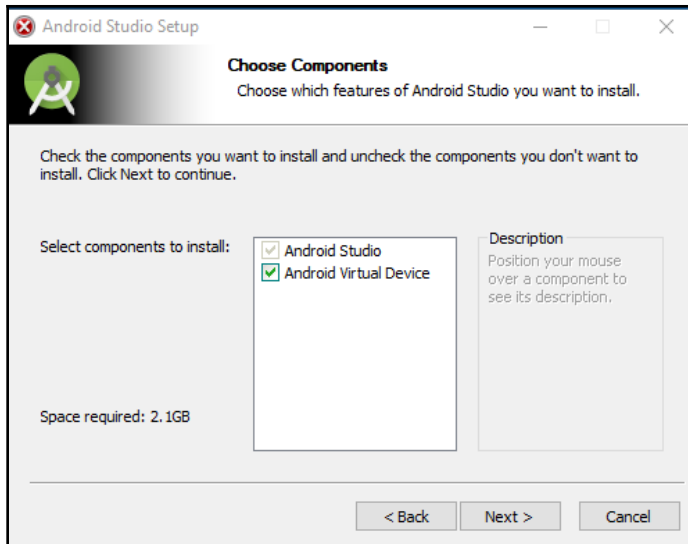 Android Studio Setup
Choose Components
Choose which features of Android Studio you want to install.
Check the components you want to install and uncheck the components you don't want to
install. Click Next to continue.
Select components to install:
Android Studio
Android Virtual Device
Description
Position your mouse
over a component to
see its description.
Space required: 2.1GB
< Back
Next >
Cancel